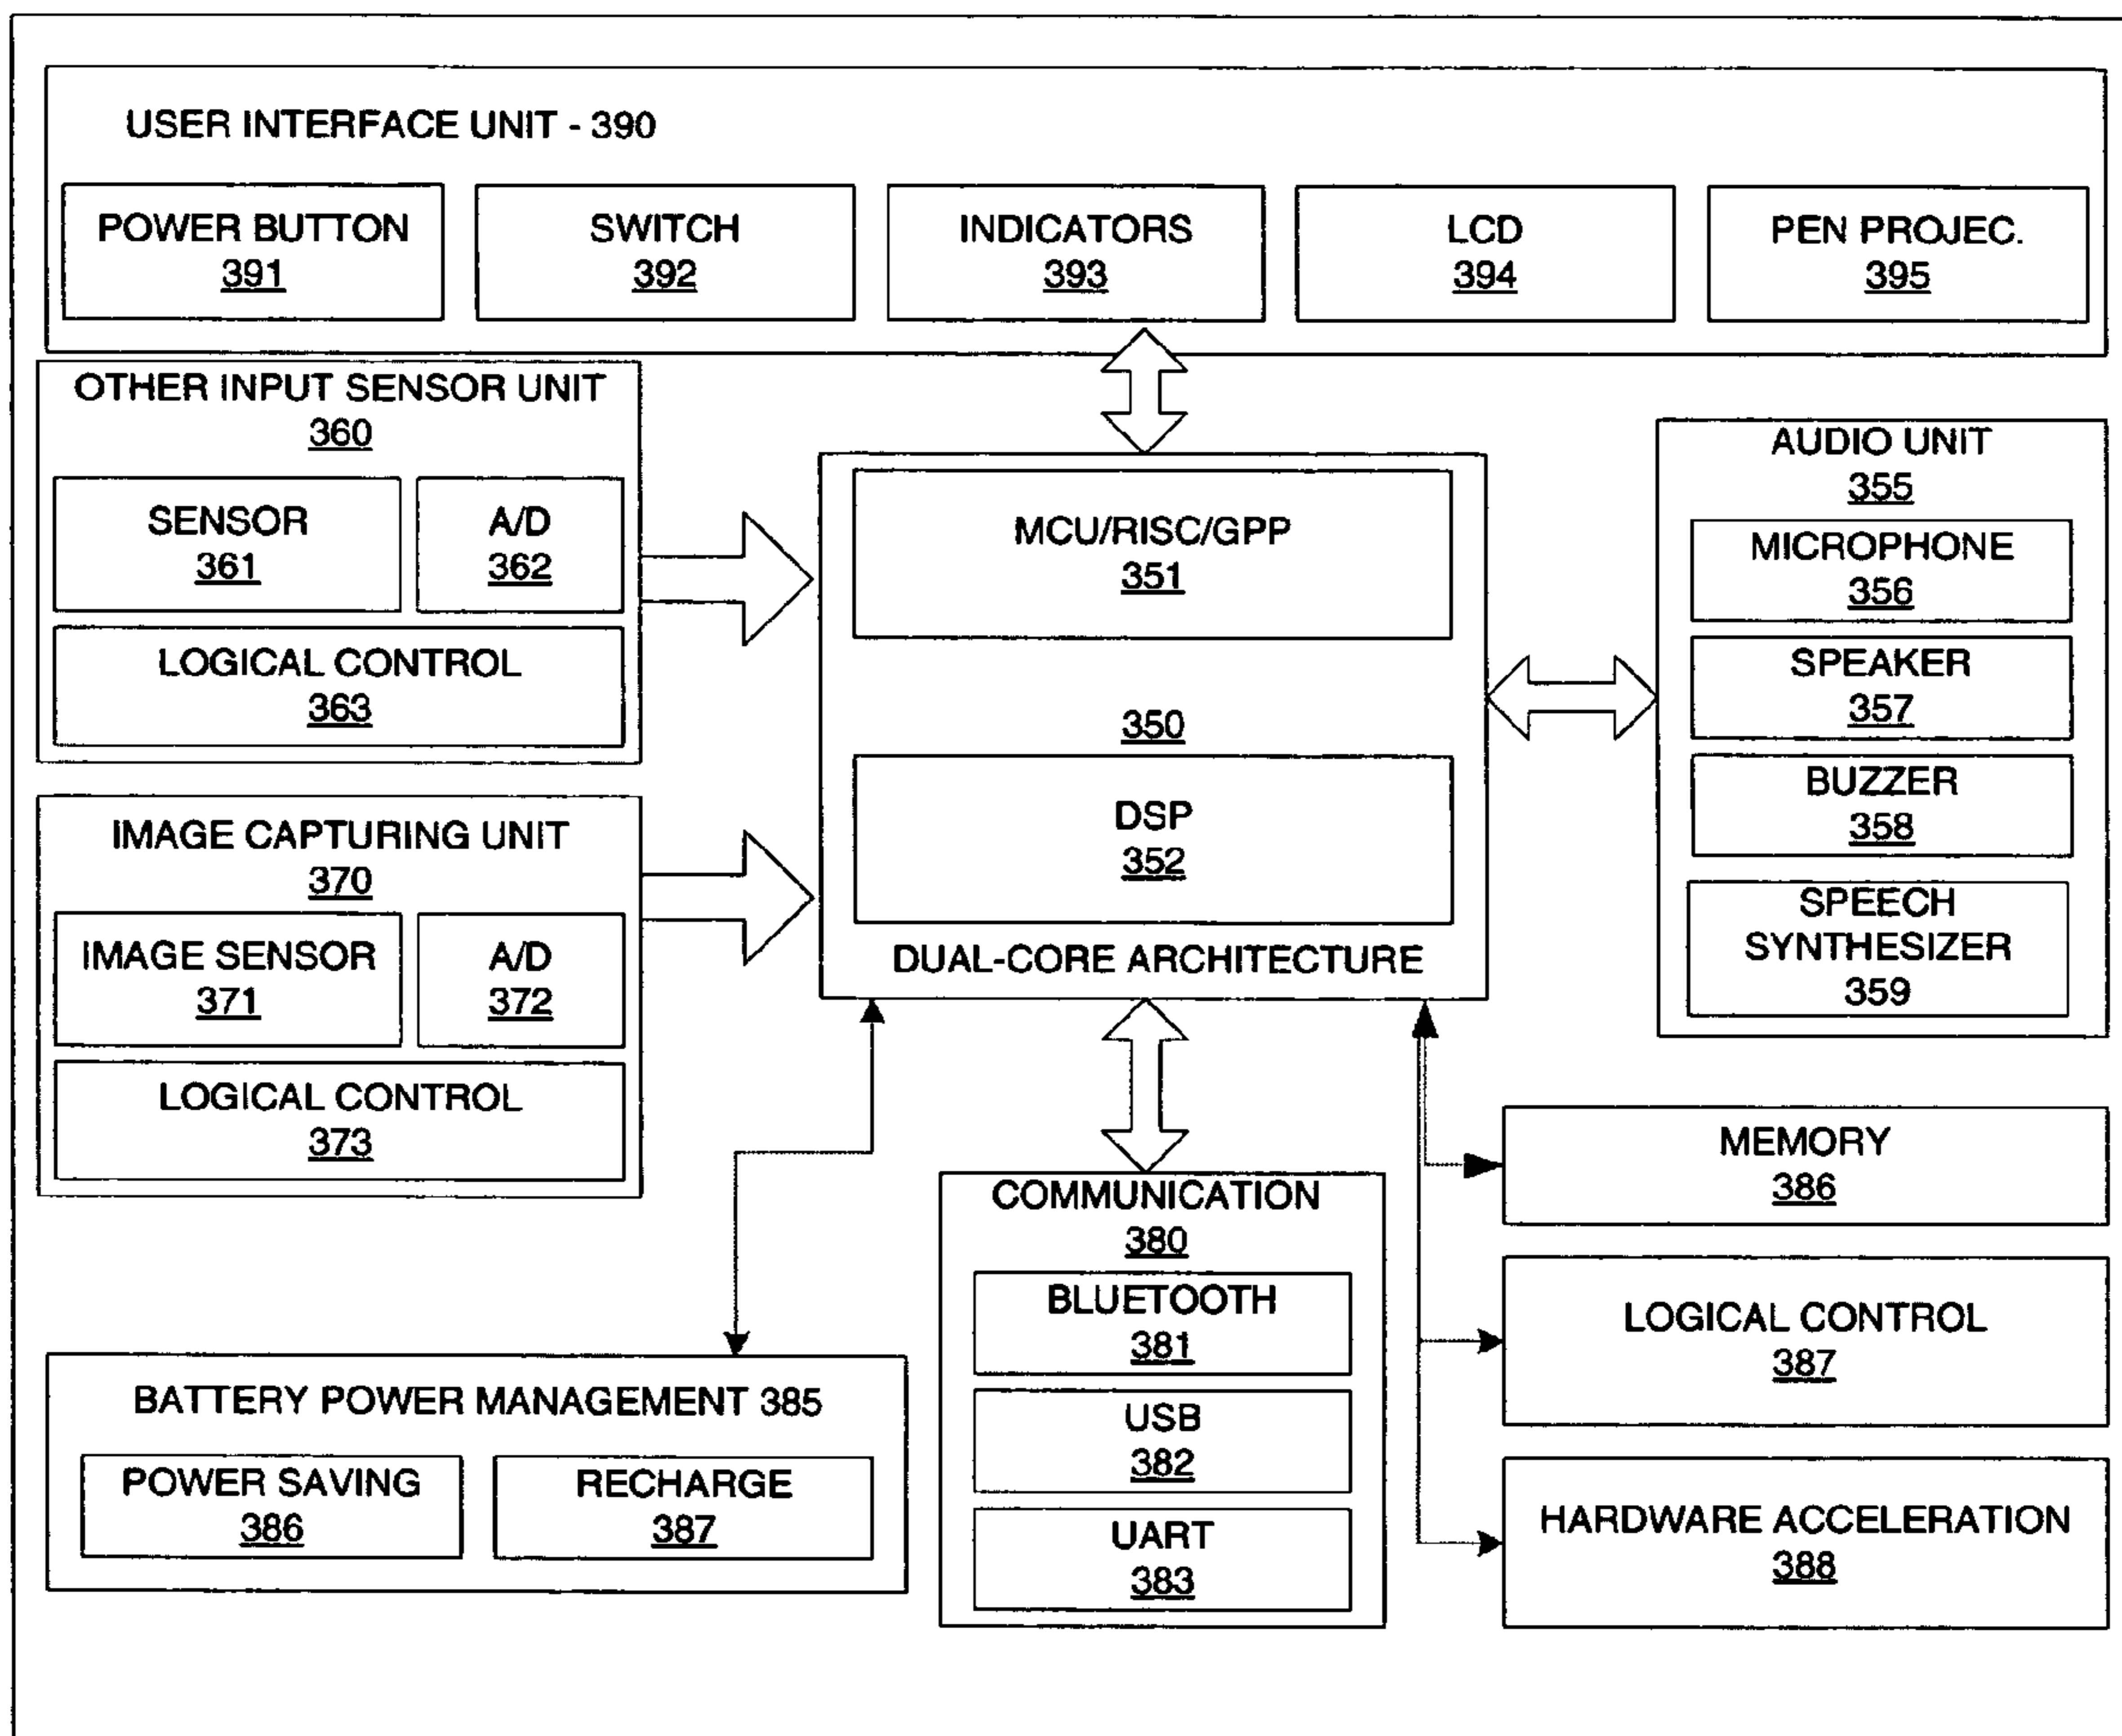 USER INTERFACE UNIT - 390
POWER BUTTON
391
SWITCH
392
INDICATORS
393
LCD
394
PEN PROJEC.
395
OTHER INPUT SENSOR UNIT
360
SENSOR
361
A/D
362
LOGICAL CONTROL
363
IMAGE CAPTURING UNIT
370
IMAGE SENSOR
371
A/D
372
LOGICAL CONTROL
373
MCU/RISC/GPP
351
350
DSP
352
DUAL-CORE ARCHITECTURE
AUDIO UNIT
355
MICROPHONE
356
SPEAKER
357
BUZZER
358
SPEECH
SYNTHESIZER
359
BATTERY POWER MANAGEMENT 385
POWER SAVING
386
RECHARGE
387
COMMUNICATION
380
BLUETOOTH
381
USB
382
UART
383
MEMORY
386
LOGICAL CONTROL
387
HARDWARE ACCELERATION
388